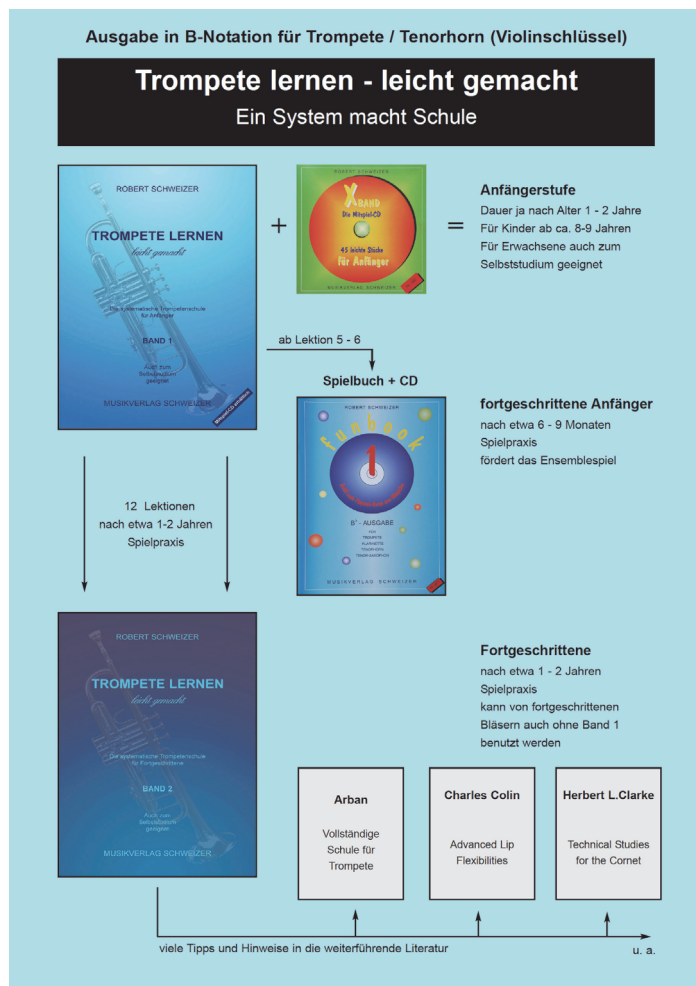 Ausgabe in B-Notation für Trompete / Tenorhorn (Violinschlüssel)
Trompete lernen - leicht gemacht
Ein System macht Schule
ROBERT SCHWEIZER
TROMPETE LERNEN
leicht gemacht
Die systematische Trompetenschule
für Anfänger
BAND 1
Auch zum
Selbststudium
geeignet
MUSIKVERLAG SCHWEIZER
+
ROBERT SCHWEIZER
X BAND
Die Mitspiel-CD
45 leichte Stücke
für Anfänger
MUSIKVERLAG SCHWEIZER
=
Anfängerstufe
Dauer ja nach Alter 1 - 2 Jahre
Für Kinder ab ca. 8-9 Jahren
Für Erwachsene auch zum
Selbststudium geeignet
ab Lektion 5 - 6
Spielbuch + CD
ROBERT SCHWEIZER
funbook
1
B - AUSGABE
TROMPETE
KLARINETTE
TENORHORN
TENOR-SAXOPHON
MUSIKVERLAG SCHWEIZER
fortgeschrittene Anfänger
nach etwa 6 - 9 Monaten
Spielpraxis
fördert das Ensemblespiel
12 Lektionen
nach etwa 1-2 Jahren
Spielpraxis
ROBERT SCHWEIZER
TROMPETE LERNEN
leicht gemacht
Die systematische Trompetenschule
für Fortgeschrittene
BAND 2
Auch zum
Selbststudium
geeignet
MUSIKVERLAG SCHWEIZER
Fortgeschrittene
nach etwa 1 - 2 Jahren
Spielpraxis
kann von fortgeschrittenen
Bläsern auch ohne Band 1
benutzt werden
Arban
Vollständige
Schule für
Trompete
Charles Colin
Advanced Lip
Flexibilities
Herbert L.Clarke
Technical Studies
for the Cornet
viele Tipps und Hinweise in die weiterführende Literatur
u. a.